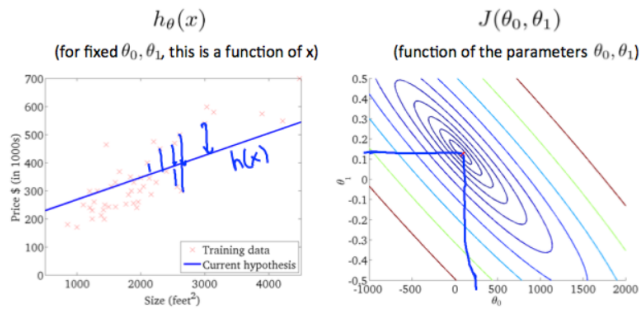 h_θ(x)
(for fixed θ₀, θ₁, this is a function of x)
700
600
500
400
300
200
100
0
Price $ (in 1000s)
1000
2000
3000
4000
Size (feet²)
h(x)
Training data
Current hypothesis
J(θ₀, θ₁)
(function of the parameters θ₀, θ₁)
0.5
0.4
0.3
0.2
0.1
0
-0.1
-0.2
-0.3
-0.4
-0.5
θ₁
-1000
-500
0
500
1000
1500
2000
θ₀